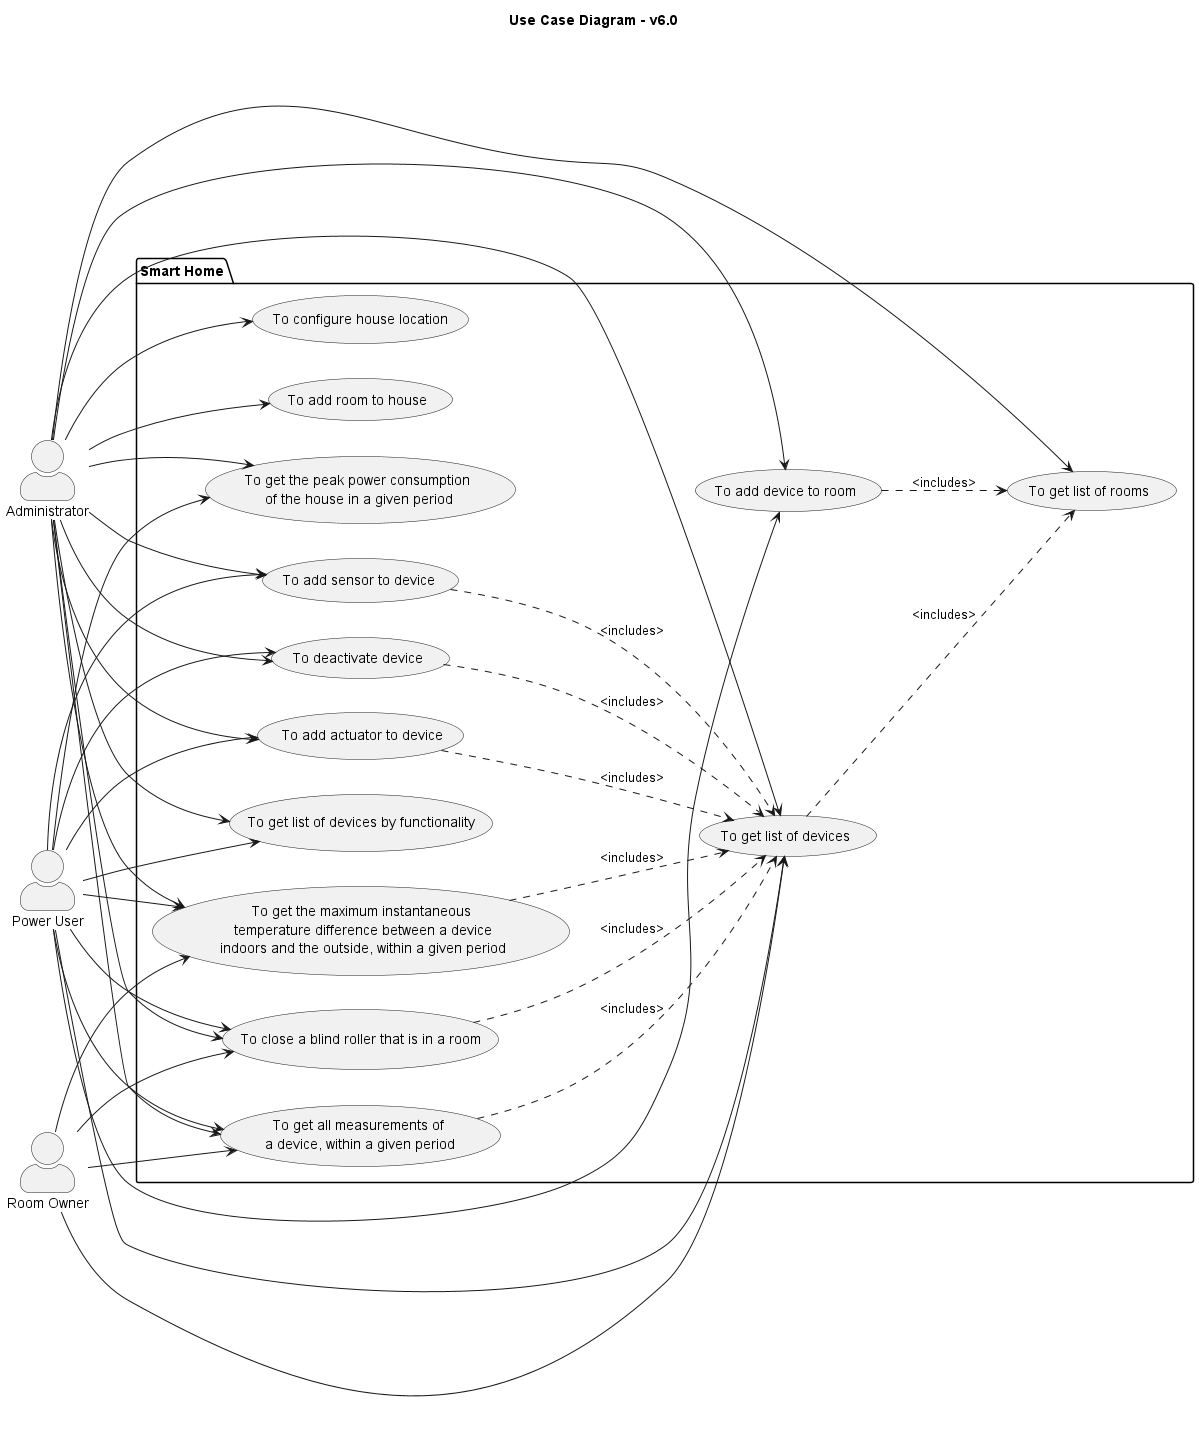 Use Case Diagram - v6.0
Smart Home
To configure house location
To add room to house
To get the peak power consumption
of the house in a given period
To add device to room
<includes>
To get list of rooms
Administrator
To add sensor to device
<includes>
<includes>
To deactivate device
<includes>
To add actuator to device
<includes>
To get list of devices by functionality
To get list of devices
<includes>
Power User
To get the maximum instantaneous
temperature difference between a device
indoors and the outside, within a given period
<includes>
To close a blind roller that is in a room
<includes>
To get all measurements of
a device, within a given period
Room Owner